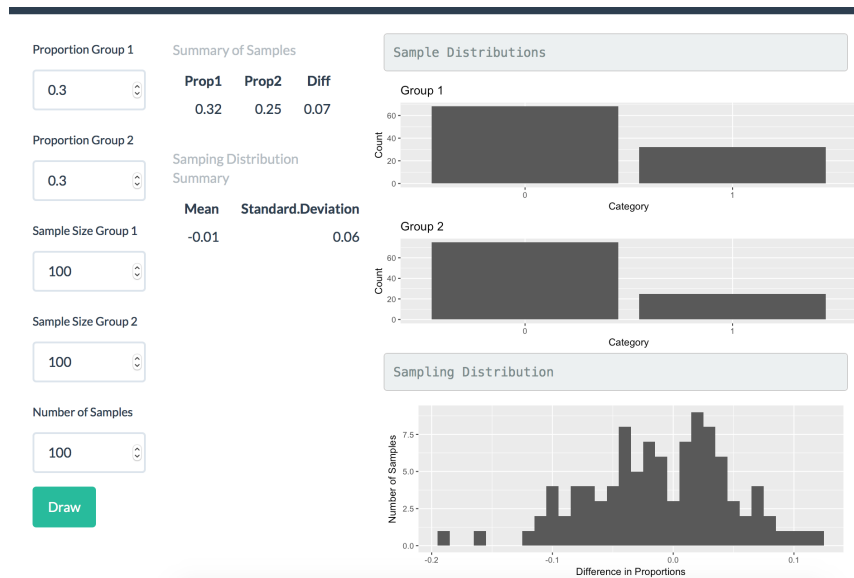 Proportion Group 1
0.3
Proportion Group 2
0.3
Sample Size Group 1
100
Sample Size Group 2
100
Number of Samples
100
Draw
Summary of Samples
Prop1 Prop2 Diff
0.32 0.25 0.07
Samping Distribution
Summary
Mean Standard.Deviation
-0.01 0.06
Sample Distributions
Group 1
Count
60
40
20
0
0 1
Category
Group 2
Count
60
40
20
0
0 1
Category
Sampling Distribution
Number of Samples
7.5
5.0
2.5
0.0
-0.2 -0.1 0.0 0.1
Difference in Proportions